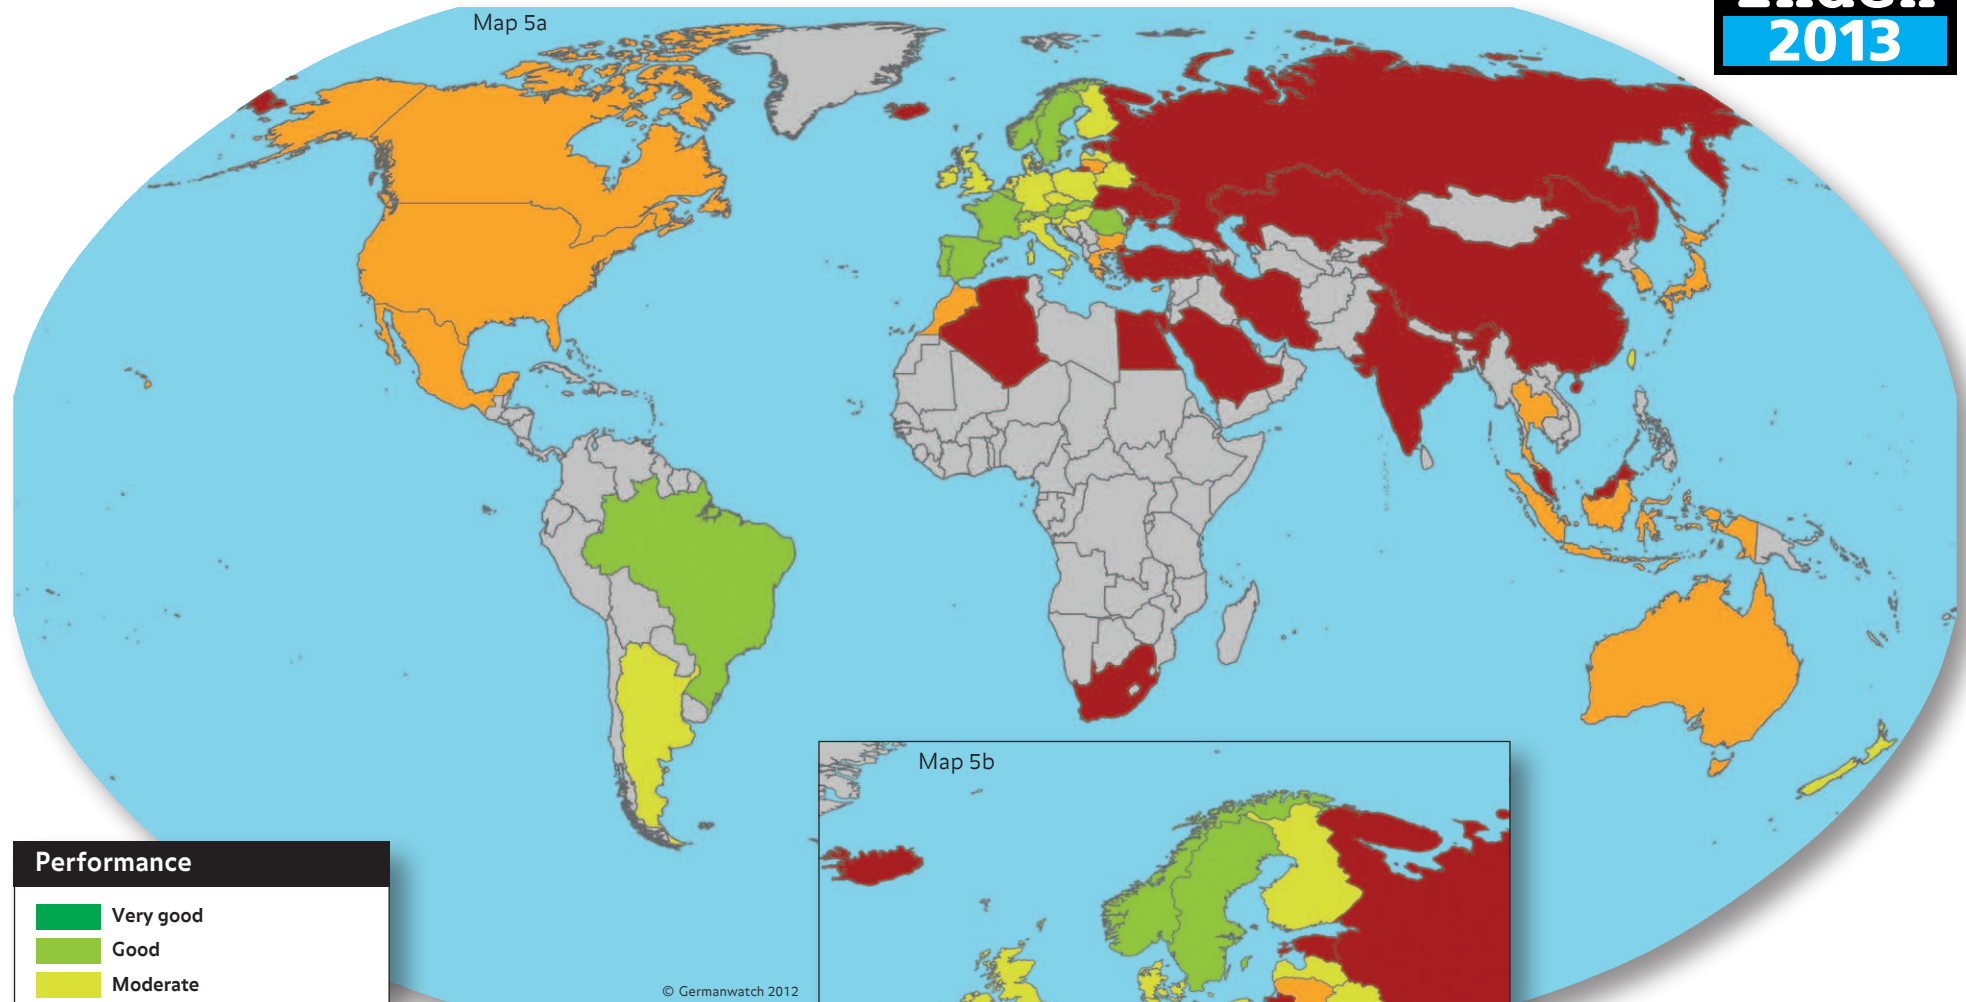 Map 5a
2013
Map 5b
Performance
Very good
Good
Moderate
© Germanwatch 2012